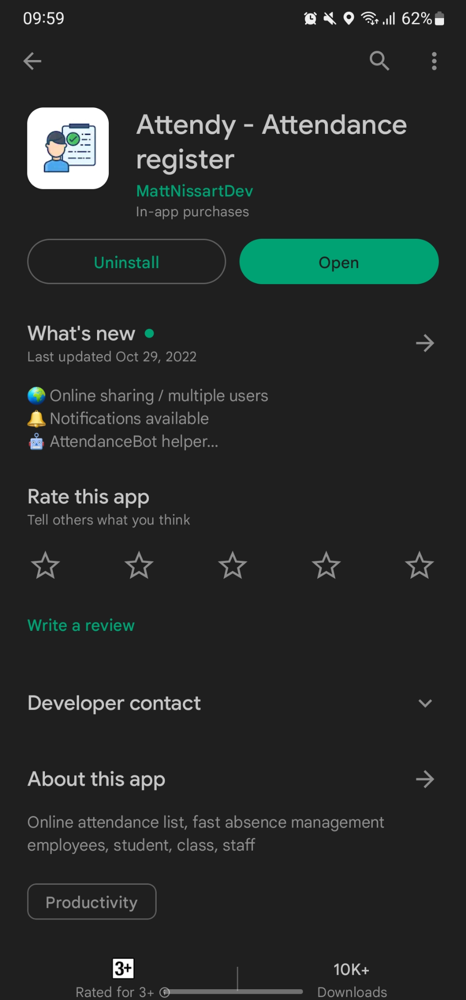 09:59
62%
Attendy - Attendance
register
MattNissartDev
In-app purchases
Uninstall
Open
What's new
Last updated Oct 29, 2022
🌍 Online sharing / multiple users
🔔 Notifications available
🤖 AttendanceBot helper...
Rate this app
Tell others what you think
Write a review
Developer contact
About this app
Online attendance list, fast absence management
employees, student, class, staff
Productivity
3+
10K+
Rated for 3+
Downloads